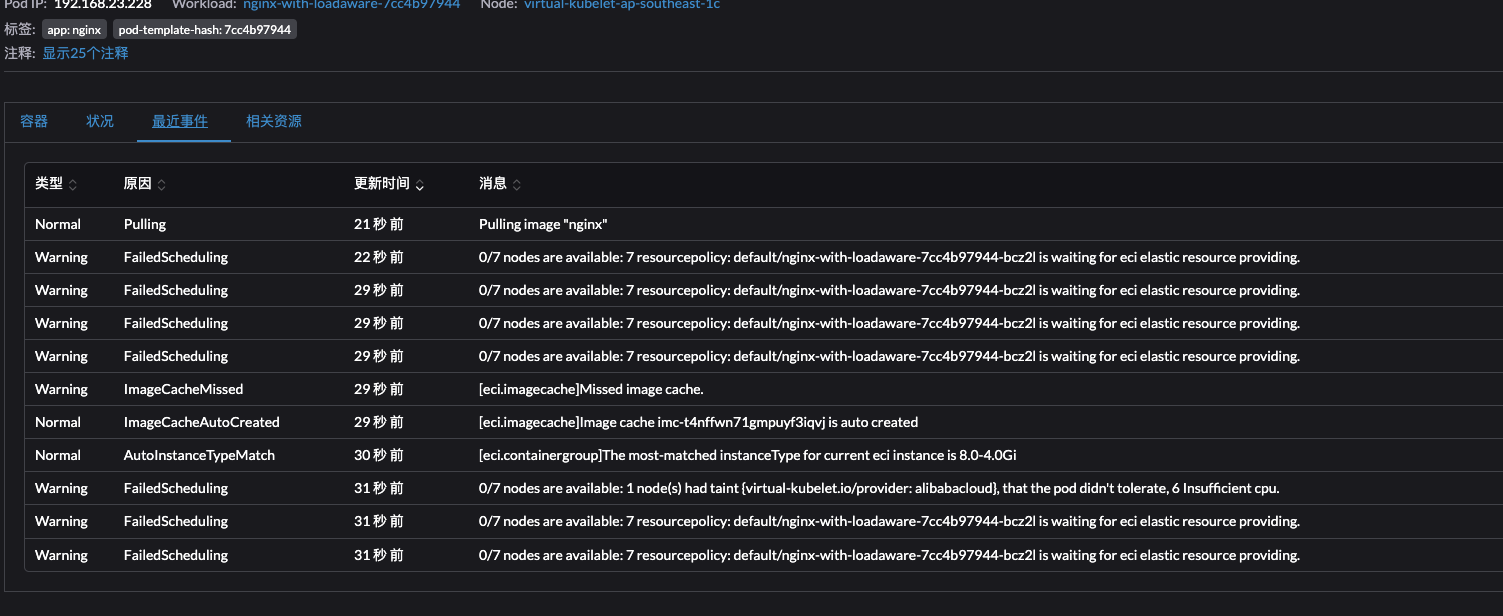 Pod IP: 192.168.23.228 Workload: nginx-with-loadaware-7cc4b97944 Node: virtual-kubelet-ap-southeast-1c
标签: app: nginx pod-template-hash: 7cc4b97944
注释: 显示25个注释
容器 状况 最近事件 相关资源
类型 原因 更新时间 消息
Normal Pulling 21 秒 前 Pulling image "nginx"
Warning FailedScheduling 22 秒 前 0/7 nodes are available: 7 resourcepolicy: default/nginx-with-loadaware-7cc4b97944-bcz2l is waiting for eci elastic resource providing.
Warning FailedScheduling 29 秒 前 0/7 nodes are available: 7 resourcepolicy: default/nginx-with-loadaware-7cc4b97944-bcz2l is waiting for eci elastic resource providing.
Warning FailedScheduling 29 秒 前 0/7 nodes are available: 7 resourcepolicy: default/nginx-with-loadaware-7cc4b97944-bcz2l is waiting for eci elastic resource providing.
Warning FailedScheduling 29 秒 前 0/7 nodes are available: 7 resourcepolicy: default/nginx-with-loadaware-7cc4b97944-bcz2l is waiting for eci elastic resource providing.
Warning ImageCacheMissed 29 秒 前 [eci.imagecache]Missed image cache.
Normal ImageCacheAutoCreated 29 秒 前 [eci.imagecache]Image cache imc-t4nffwn71gmpuyf3iqvj is auto created
Normal AutoInstanceTypeMatch 30 秒 前 [eci.containergroup]The most-matched instanceType for current eci instance is 8.0-4.0Gi
Warning FailedScheduling 31 秒 前 0/7 nodes are available: 1 node(s) had taint {virtual-kubelet.io/provider: alibabacloud}, that the pod didn't tolerate, 6 Insufficient cpu.
Warning FailedScheduling 31 秒 前 0/7 nodes are available: 7 resourcepolicy: default/nginx-with-loadaware-7cc4b97944-bcz2l is waiting for eci elastic resource providing.
Warning FailedScheduling 31 秒 前 0/7 nodes are available: 7 resourcepolicy: default/nginx-with-loadaware-7cc4b97944-bcz2l is waiting for eci elastic resource providing.